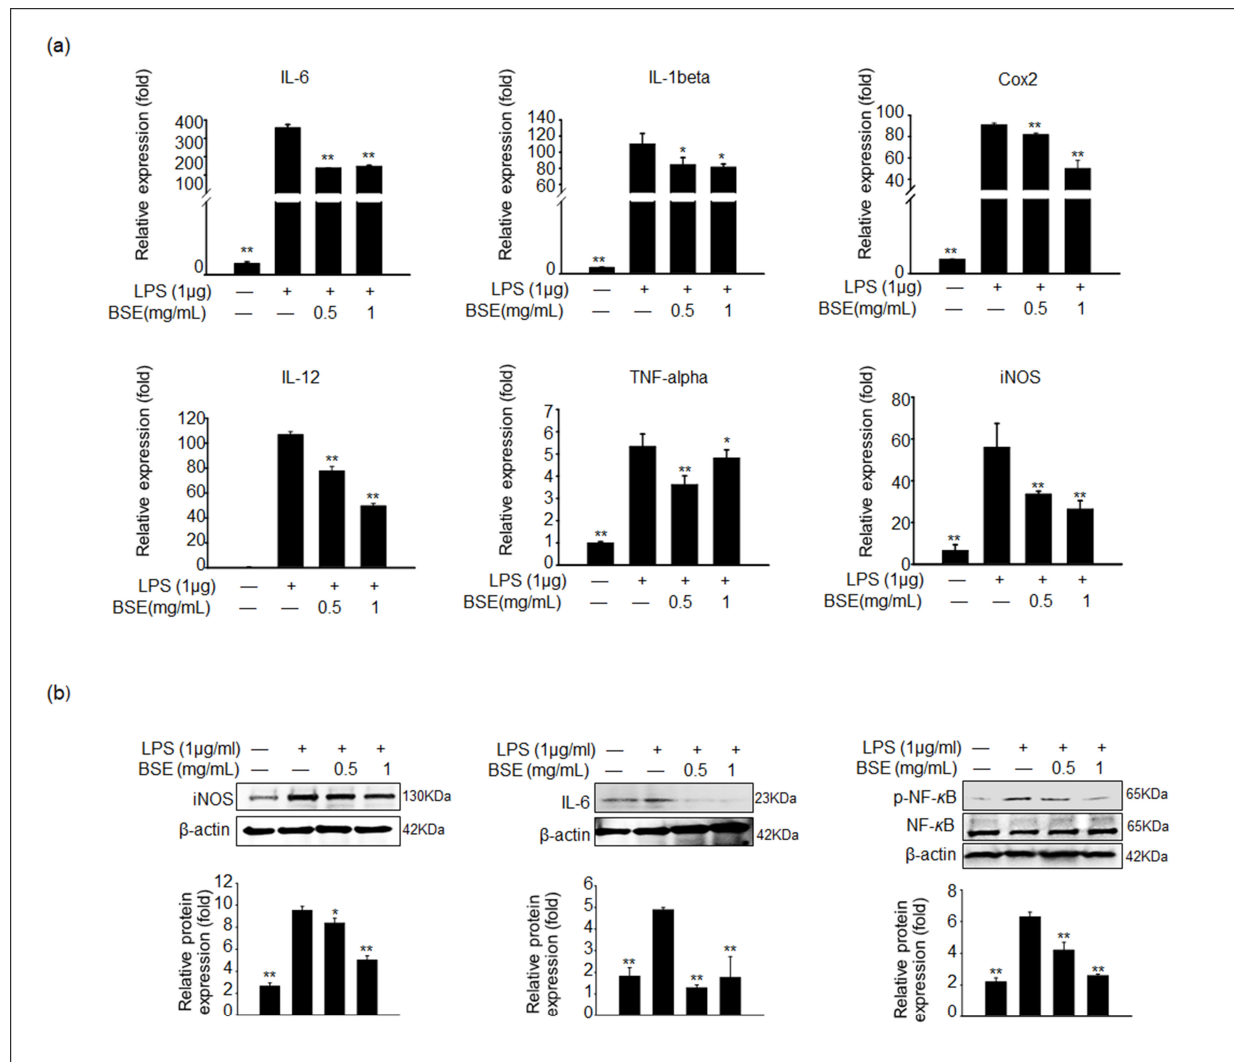 (a)
IL-6
Relative expression (fold)
400
300
200
100
0
**
**
**
LPS (1µg) — + + +
BSE(mg/mL) — — 0.5 1
IL-1beta
Relative expression (fold)
140
120
100
80
60
0
**
*
*
LPS (1µg) — + + +
BSE(mg/mL) — — 0.5 1
Cox2
Relative expression (fold)
100
80
60
40
0
**
**
**
LPS (1µg) — + + +
BSE(mg/mL) — — 0.5 1
IL-12
Relative expression (fold)
120
100
80
60
40
20
0
**
**
LPS (1µg) — + + +
BSE(mg/mL) — — 0.5 1
TNF-alpha
Relative expression (fold)
7
6
5
4
3
2
1
0
**
**
*
LPS (1µg) — + + +
BSE(mg/mL) — — 0.5 1
iNOS
Relative expression (fold)
80
60
40
20
0
**
**
**
LPS (1µg) — + + +
BSE(mg/mL) — — 0.5 1
(b)
LPS (1µg/ml) — + + +
BSE (mg/mL) — — 0.5 1
iNOS 130KDa
β-actin 42KDa
Relative protein
expression (fold)
12
10
8
6
4
2
0
**
*
**
LPS (1µg/ml) — + + +
BSE (mg/mL) — — 0.5 1
IL-6 23KDa
β-actin 42KDa
Relative protein
expression (fold)
6
5
4
3
2
1
0
**
**
**
LPS (1µg/ml) — + + +
BSE (mg/mL) — — 0.5 1
p-NF-κB 65KDa
NF-κB 65KDa
β-actin 42KDa
Relative protein
expression (fold)
8
6
4
2
0
**
**
**